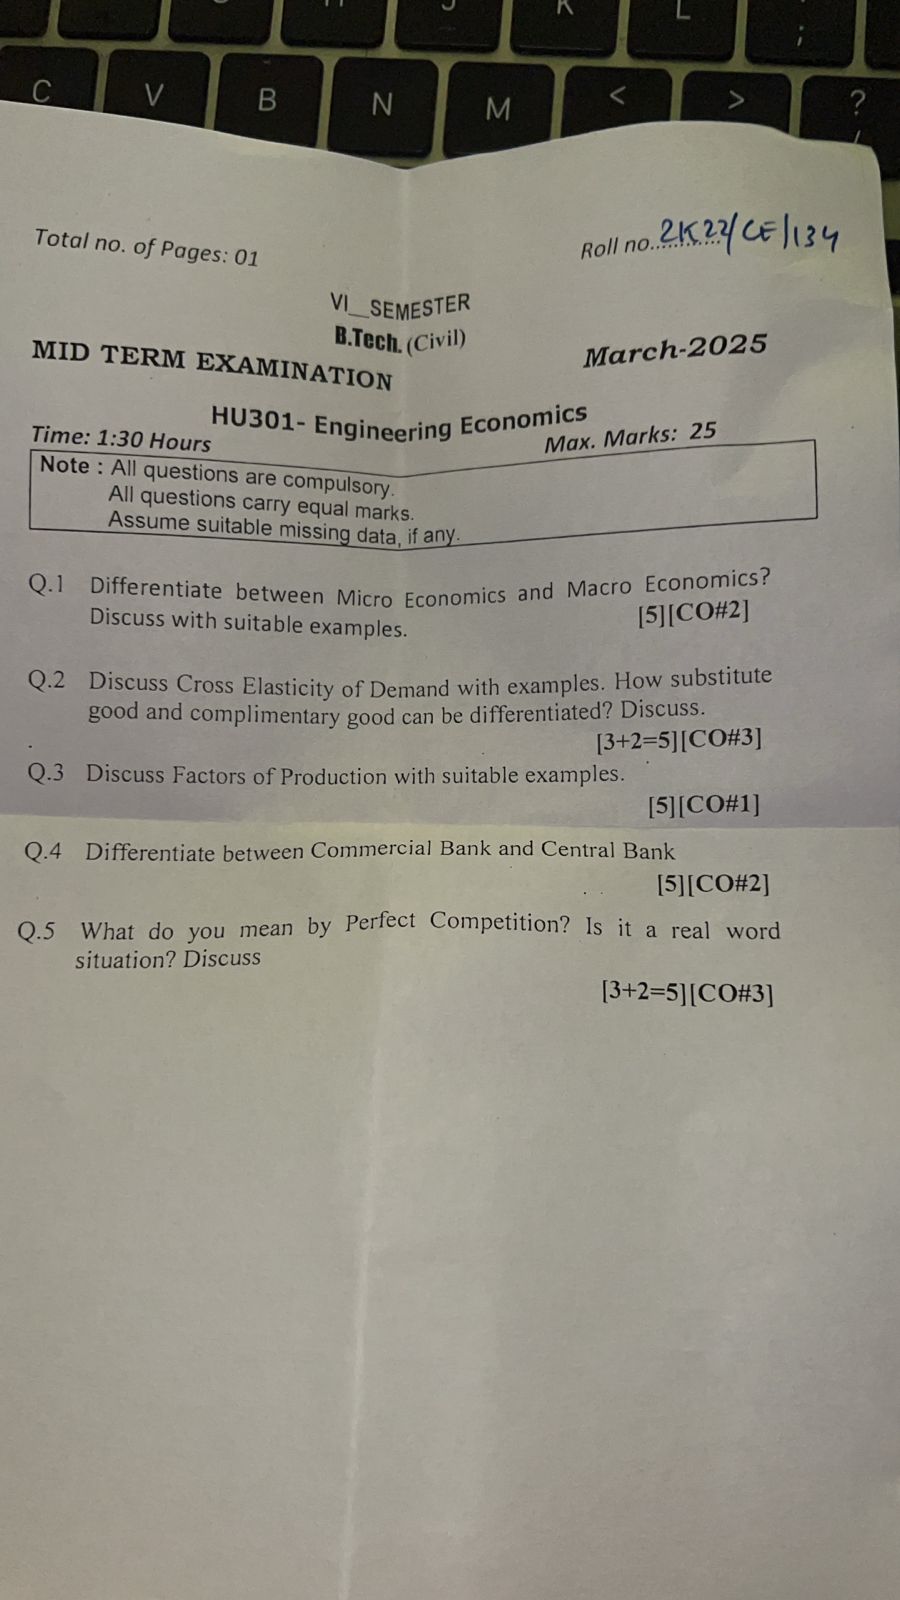 J K L ;
C V B N M < > ? /
Total no. of Pages: 01
Roll no. 2K22/CE/134
VI_SEMESTER
B.Tech. (Civil)
MID TERM EXAMINATION
March-2025
HU301- Engineering Economics
Time: 1:30 Hours
Max. Marks: 25
Note : All questions are compulsory.
All questions carry equal marks.
Assume suitable missing data, if any.
Q.1 Differentiate between Micro Economics and Macro Economics?
Discuss with suitable examples. [5][CO#2]
Q.2 Discuss Cross Elasticity of Demand with examples. How substitute
good and complimentary good can be differentiated? Discuss.
[3+2=5][CO#3]
Q.3 Discuss Factors of Production with suitable examples.
[5][CO#1]
Q.4 Differentiate between Commercial Bank and Central Bank
[5][CO#2]
Q.5 What do you mean by Perfect Competition? Is it a real word
situation? Discuss
[3+2=5][CO#3]